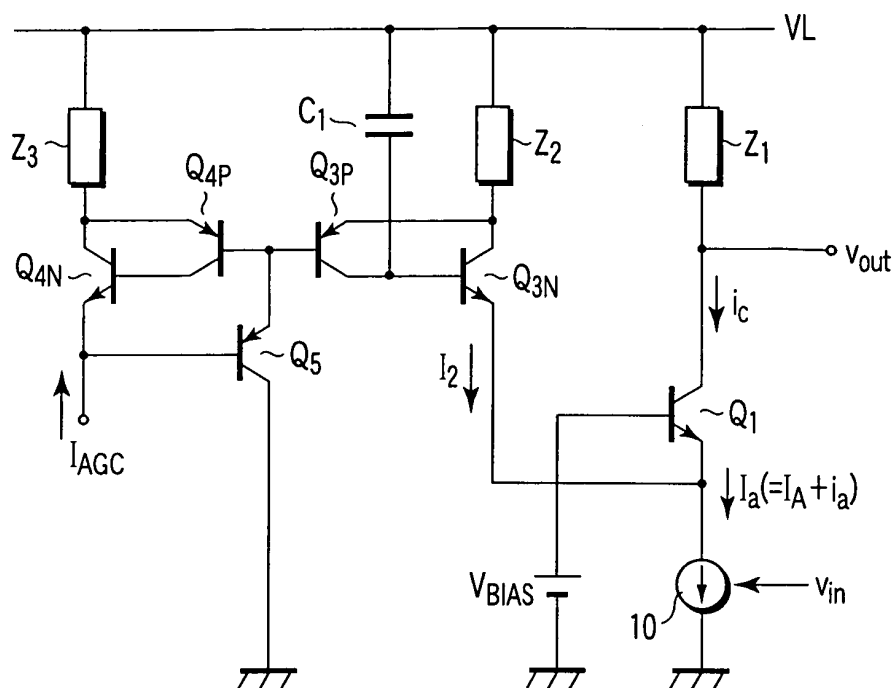 VL
Z3
C1
Z2
Z1
Q4P
Q3P
Q4N
Q3N
vout
ic
Q5
I2
Q1
IAGC
Ia(=IA+ia)
VBIAS
10
vin